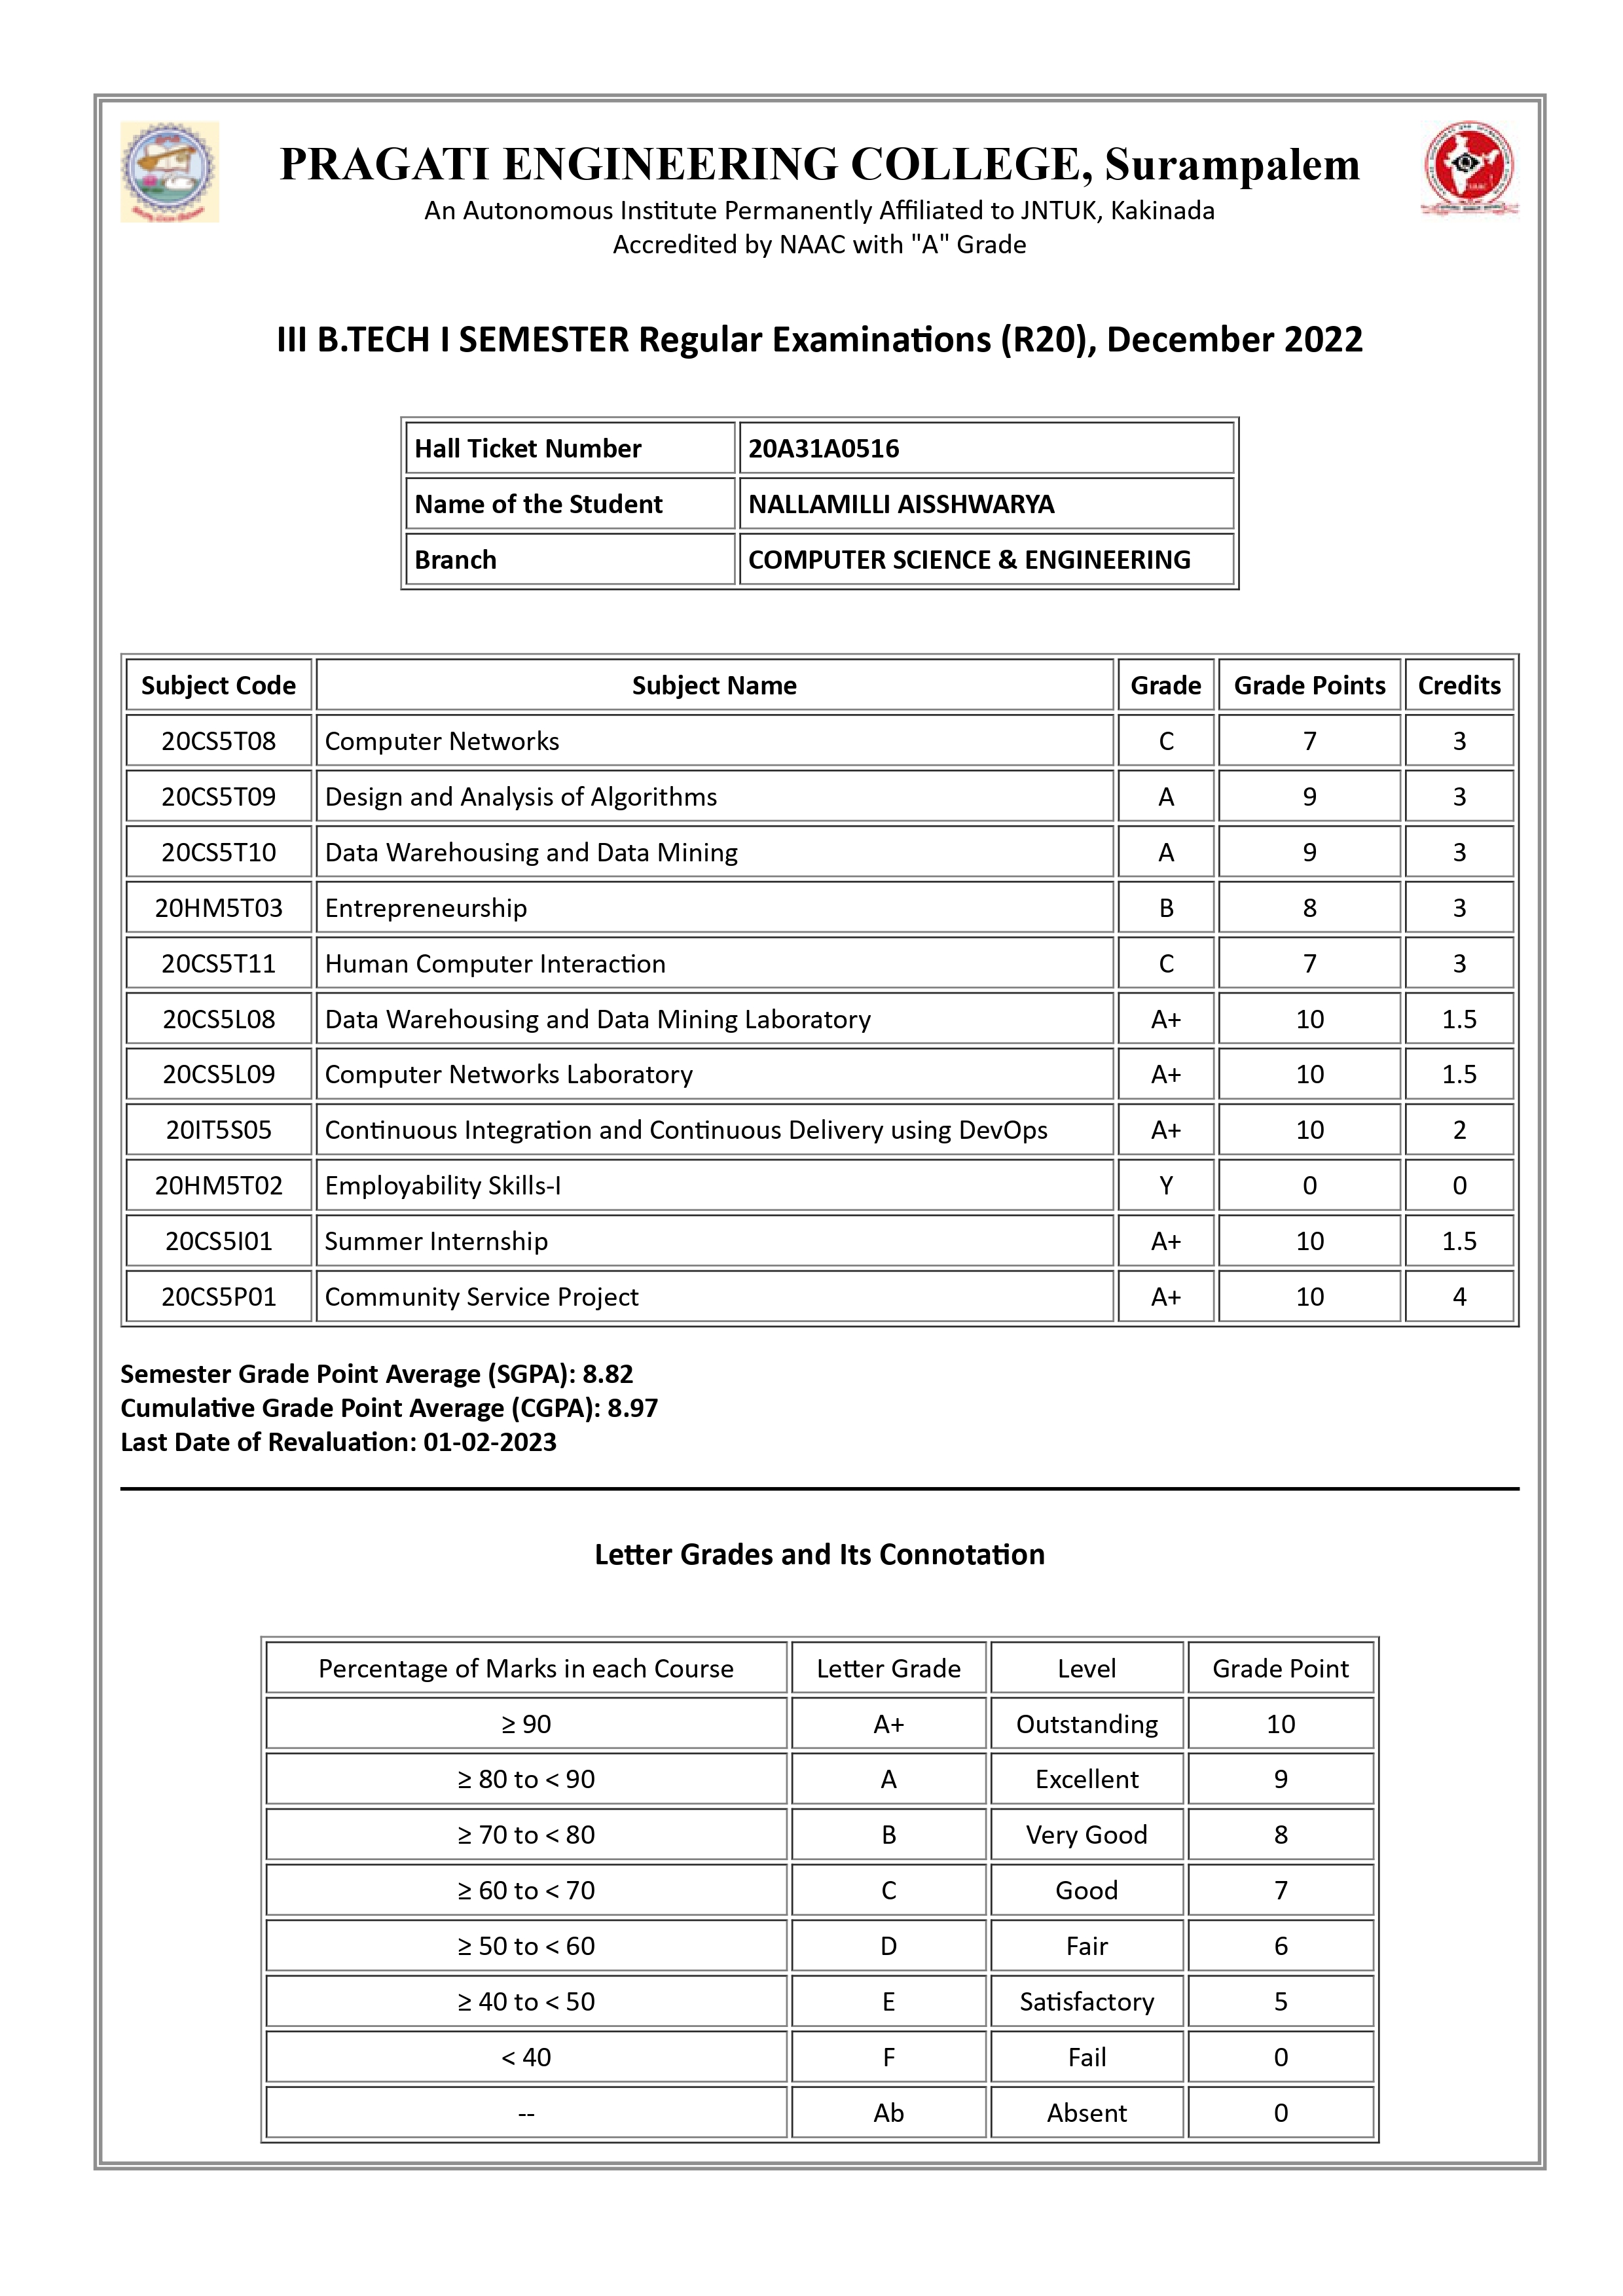 PRAGATI ENGINEERING COLLEGE, Surampalem
An Autonomous Institute Permanently Affiliated to JNTUK, Kakinada
Accredited by NAAC with "A" Grade
III B.TECH I SEMESTER Regular Examinations (R20), December 2022
Hall Ticket Number 20A31A0516
Name of the Student NALLAMILLI AISSHWARYA
Branch COMPUTER SCIENCE & ENGINEERING
Subject Code Subject Name Grade Grade Points Credits
20CS5T08 Computer Networks C 7 3
20CS5T09 Design and Analysis of Algorithms A 9 3
20CS5T10 Data Warehousing and Data Mining A 9 3
20HM5T03 Entrepreneurship B 8 3
20CS5T11 Human Computer Interaction C 7 3
20CS5L08 Data Warehousing and Data Mining Laboratory A+ 10 1.5
20CS5L09 Computer Networks Laboratory A+ 10 1.5
20IT5S05 Continuous Integration and Continuous Delivery using DevOps A+ 10 2
20HM5T02 Employability Skills-I Y 0 0
20CS5I01 Summer Internship A+ 10 1.5
20CS5P01 Community Service Project A+ 10 4
Semester Grade Point Average (SGPA): 8.82
Cumulative Grade Point Average (CGPA): 8.97
Last Date of Revaluation: 01-02-2023
Letter Grades and Its Connotation
Percentage of Marks in each Course Letter Grade Level Grade Point
≥ 90 A+ Outstanding 10
≥ 80 to < 90 A Excellent 9
≥ 70 to < 80 B Very Good 8
≥ 60 to < 70 C Good 7
≥ 50 to < 60 D Fair 6
≥ 40 to < 50 E Satisfactory 5
< 40 F Fail 0
-- Ab Absent 0